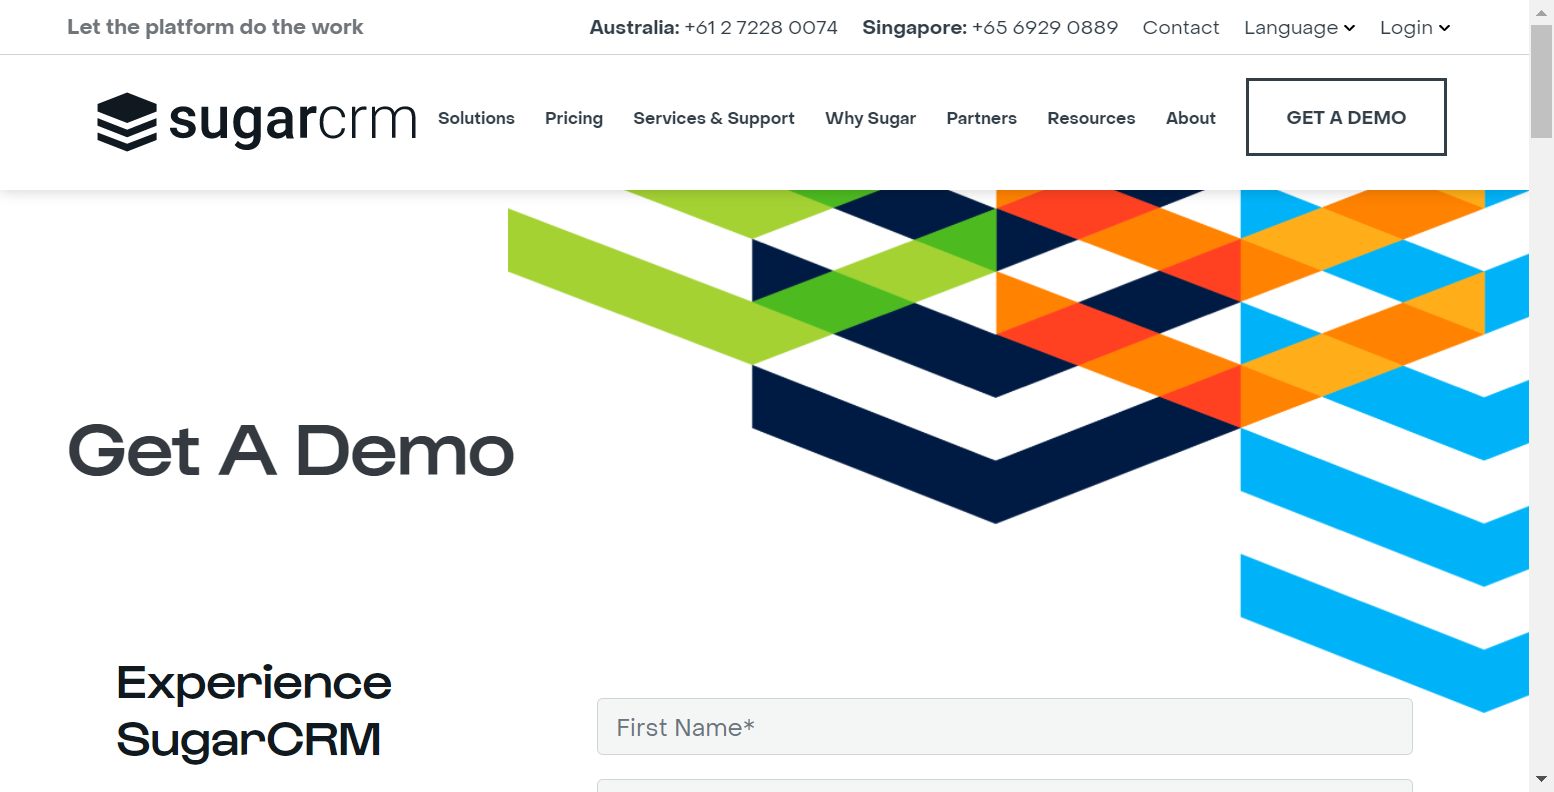 Let the platform do the work
Australia: +61 2 7228 0074 Singapore: +65 6929 0889 Contact Language Login
sugarcrm Solutions Pricing Services & Support Why Sugar Partners Resources About GET A DEMO
Get A Demo
Experience
SugarCRM
First Name*